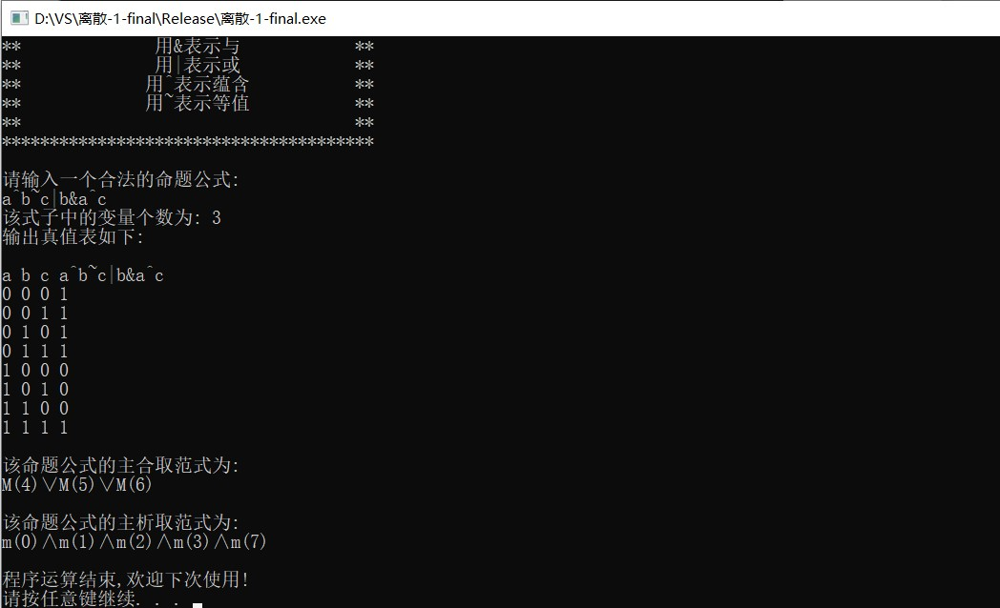 D:\VS\离散-1-final\Release\离散-1-final.exe
** 用&表示与 **
** 用|表示或 **
** 用^表示蕴含 **
** 用~表示等值 **
** **
***************************************
请输入一个合法的命题公式:
a^b~c|b&a^c
该式子中的变量个数为: 3
输出真值表如下:
a b c a^b~c|b&a^c
0 0 0 1
0 0 1 1
0 1 0 1
0 1 1 1
1 0 0 0
1 0 1 0
1 1 0 0
1 1 1 1
该命题公式的主合取范式为:
M(4)∨M(5)∨M(6)
该命题公式的主析取范式为:
m(0)∧m(1)∧m(2)∧m(3)∧m(7)
程序运算结束,欢迎下次使用!
请按任意键继续. . .